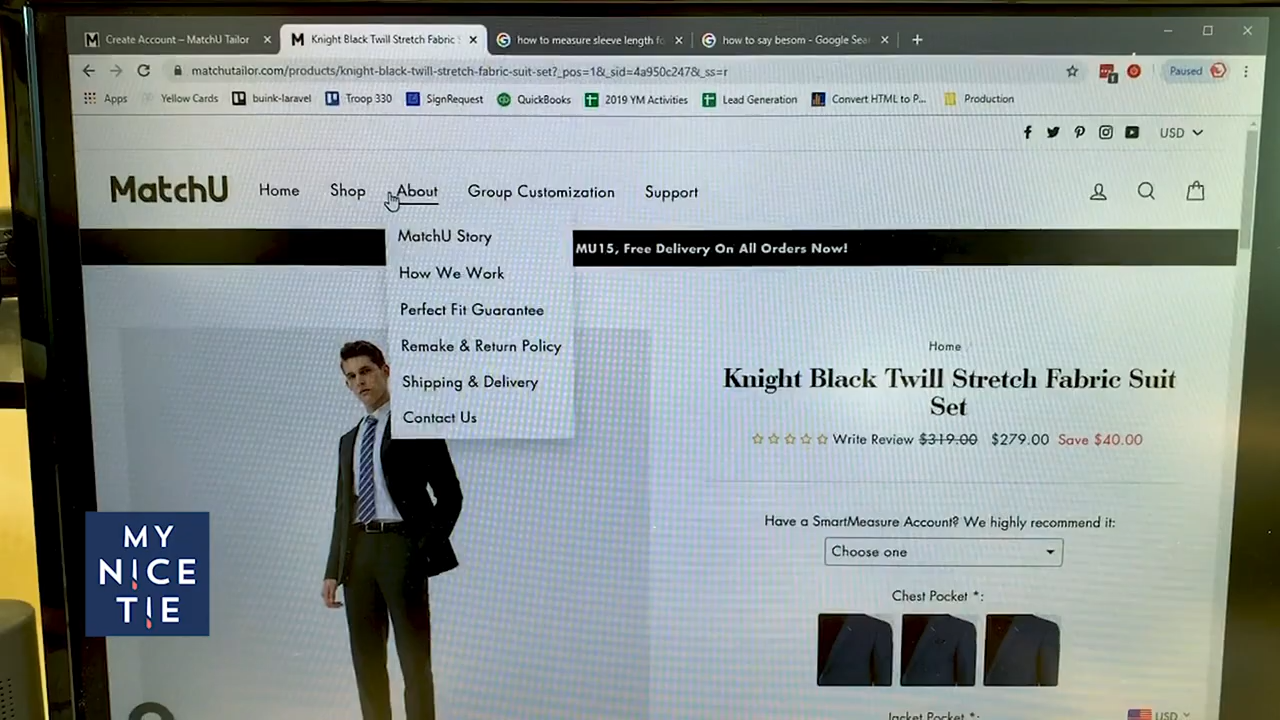 Create Account – MatchU Tailor
Knight Black Twill Stretch Fabric
how to measure sleeve length fo
how to say besom - Google Sea
matchutailor.com/products/knight-black-twill-stretch-fabric-suit-set?_pos=1&_sid=4a950c247&_ss=r
Paused
Apps
Yellow Cards
buink-laravel
Troop 330
SignRequest
QuickBooks
2019 YM Activities
Lead Generation
Convert HTML to P...
Production
USD
MatchU
Home
Shop
About
Group Customization
Support
MU15, Free Delivery On All Orders Now!
MatchU Story
How We Work
Perfect Fit Guarantee
Remake & Return Policy
Shipping & Delivery
Contact Us
Home
Knight Black Twill Stretch Fabric Suit
Set
Write Review $319.00 $279.00 Save $40.00
Have a SmartMeasure Account? We highly recommend it:
Choose one
Chest Pocket *:
Jacket Pocket *:
USD
MY
NICE
TIE